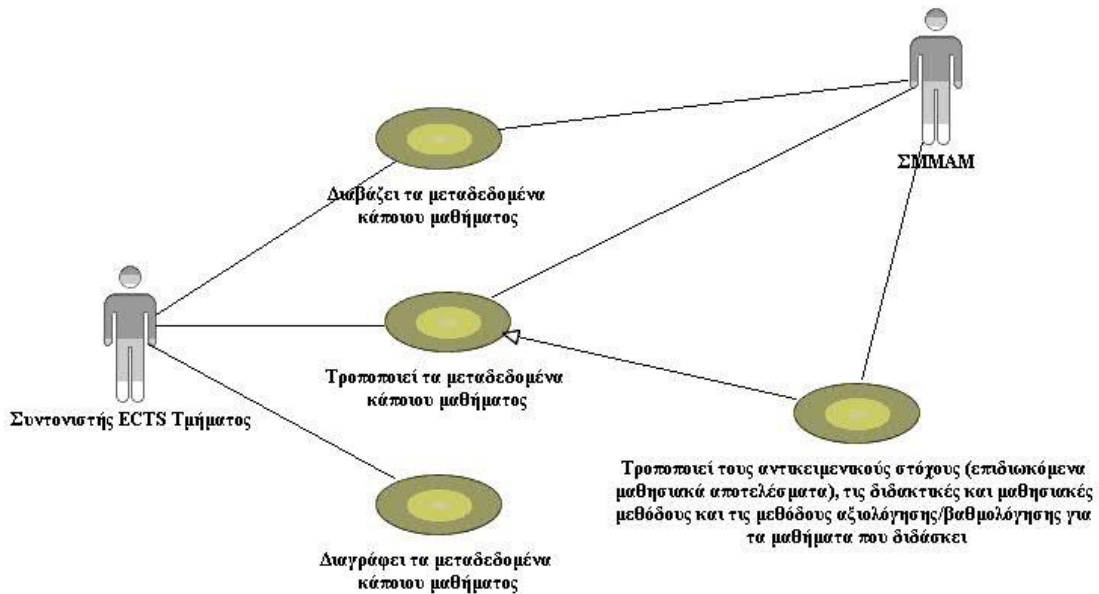 ΣΜΜΑΜ
Διαβάζει τα μεταδεδομένα
κάποιου μαθήματος
Τροποποιεί τα μεταδεδομένα
κάποιου μαθήματος
Συντονιστής ECTS Τμήματος
Τροποποιεί τους αντικειμενικούς στόχους (επιδιωκόμενα
μαθησιακά αποτελέσματα), τις διδακτικές και μαθησιακές
μεθόδους και τις μεθόδους αξιολόγησης/βαθμολόγησης για
τα μαθήματα που διδάσκει
Διαγράφει τα μεταδεδομένα
κάποιου μαθήματος